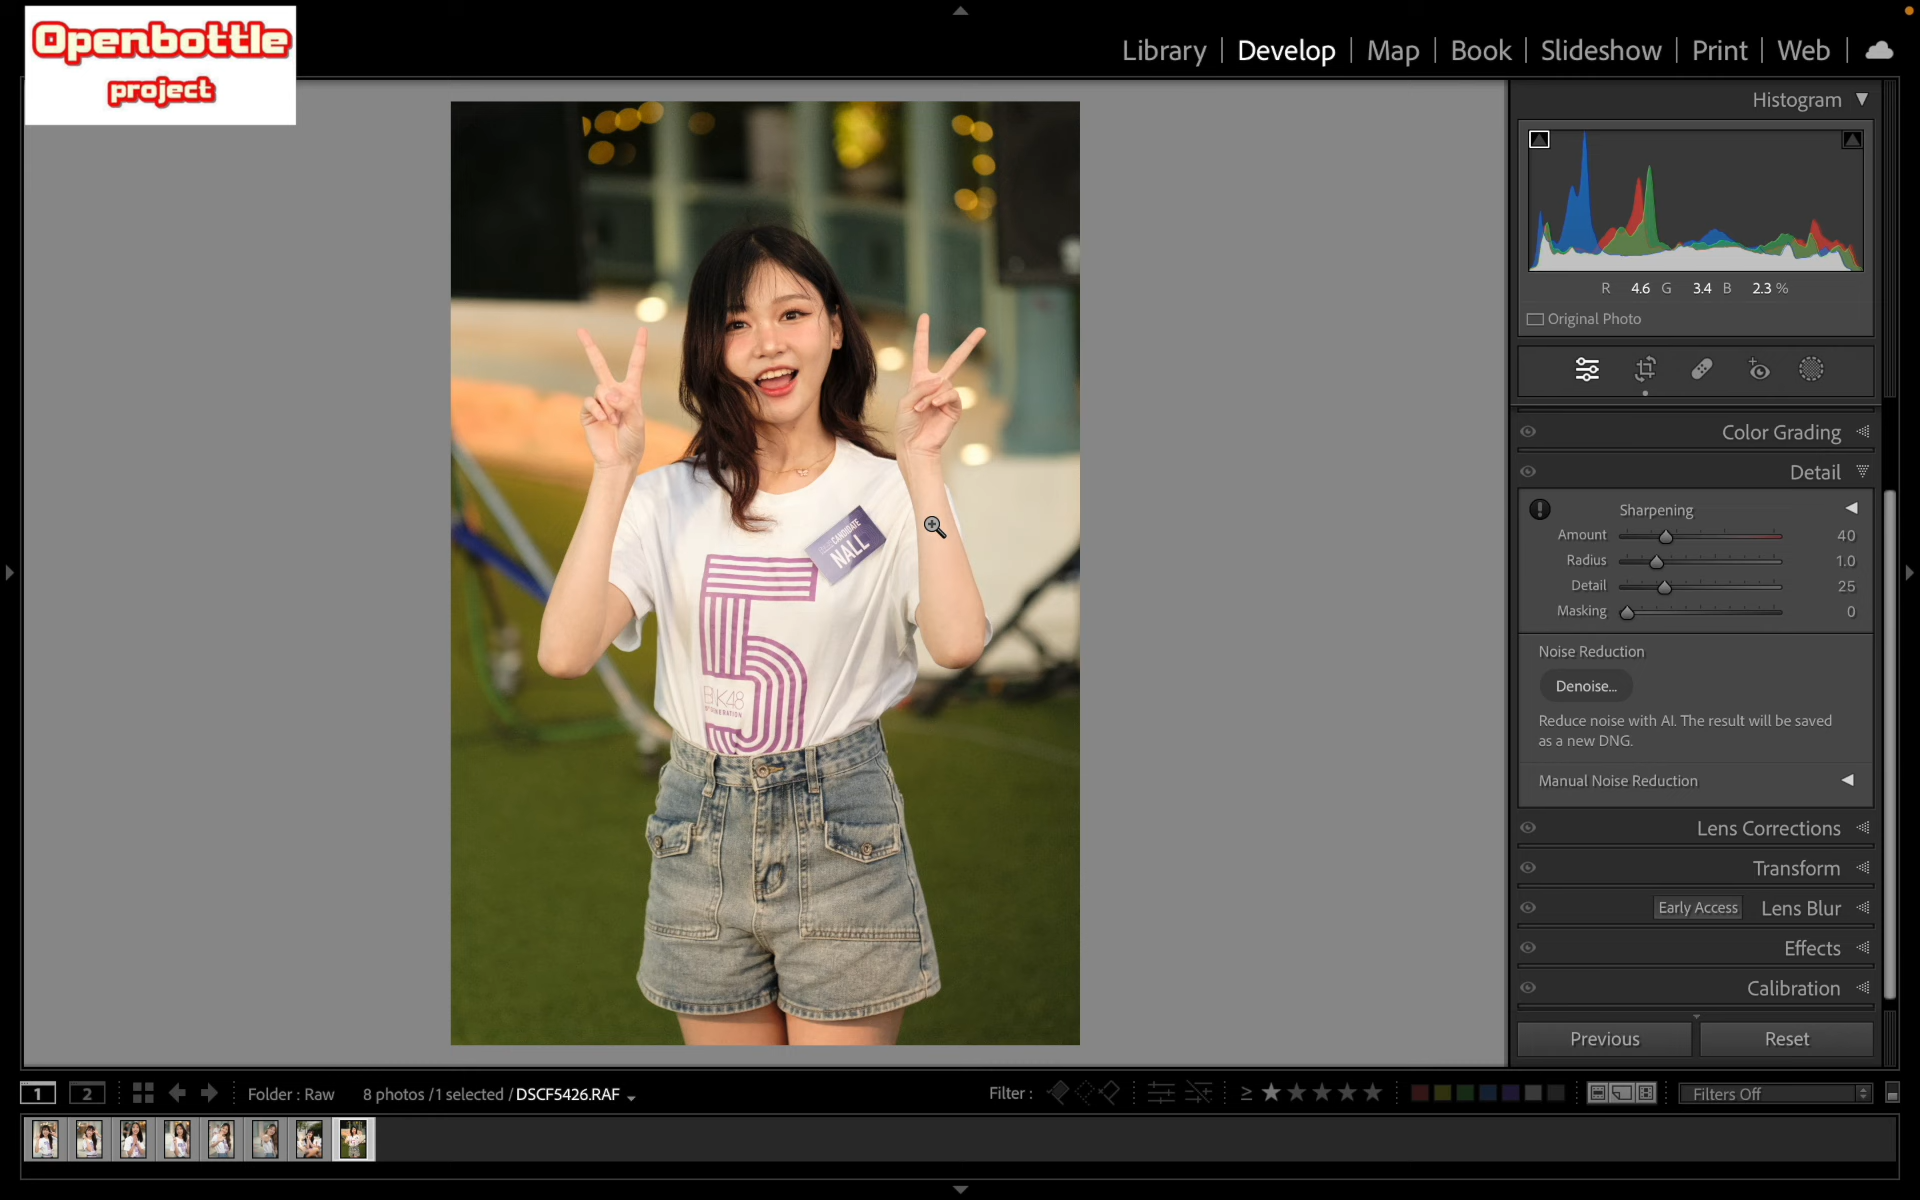 Openbottle
project
Library | Develop | Map | Book | Slideshow | Print | Web |
Histogram
R 4.6 G 3.4 B 2.3 %
Original Photo
Color Grading
Detail
Sharpening
Amount 40
Radius 1.0
Detail 25
Masking 0
Noise Reduction
Denoise...
Reduce noise with AI. The result will be saved
as a new DNG.
Manual Noise Reduction
Lens Corrections
Transform
Early Access Lens Blur
Effects
Calibration
Previous Reset
CANDIDATE
NALL
5
BNK48
GENERATION
1 2 Folder : Raw 8 photos /1 selected /DSCF5426.RAF Filter : ≥ ★★★★★ Filters Off